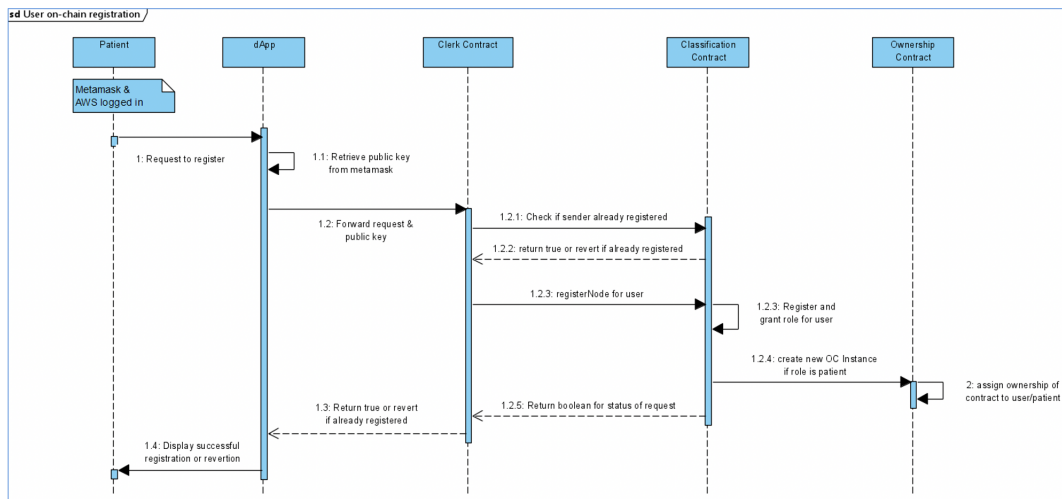 sd User on-chain registration
Patient
dApp
Clerk Contract
Classification
Contract
Ownership
Contract
Metamask &
AWS logged in
1: Request to register
1.1: Retrieve public key
from metamask
1.2: Forward request &
public key
1.2.1: Check if sender already registered
1.2.2: return true or revert if already registered
1.2.3: registerNode for user
1.2.3: Register and
grant role for user
1.2.4: create new OC Instance
if role is patient
2: assign ownership of
contract to user/patient
1.2.5: Return boolean for status of request
1.3: Return true or revert
if already registered
1.4: Display successful
registration or revertion